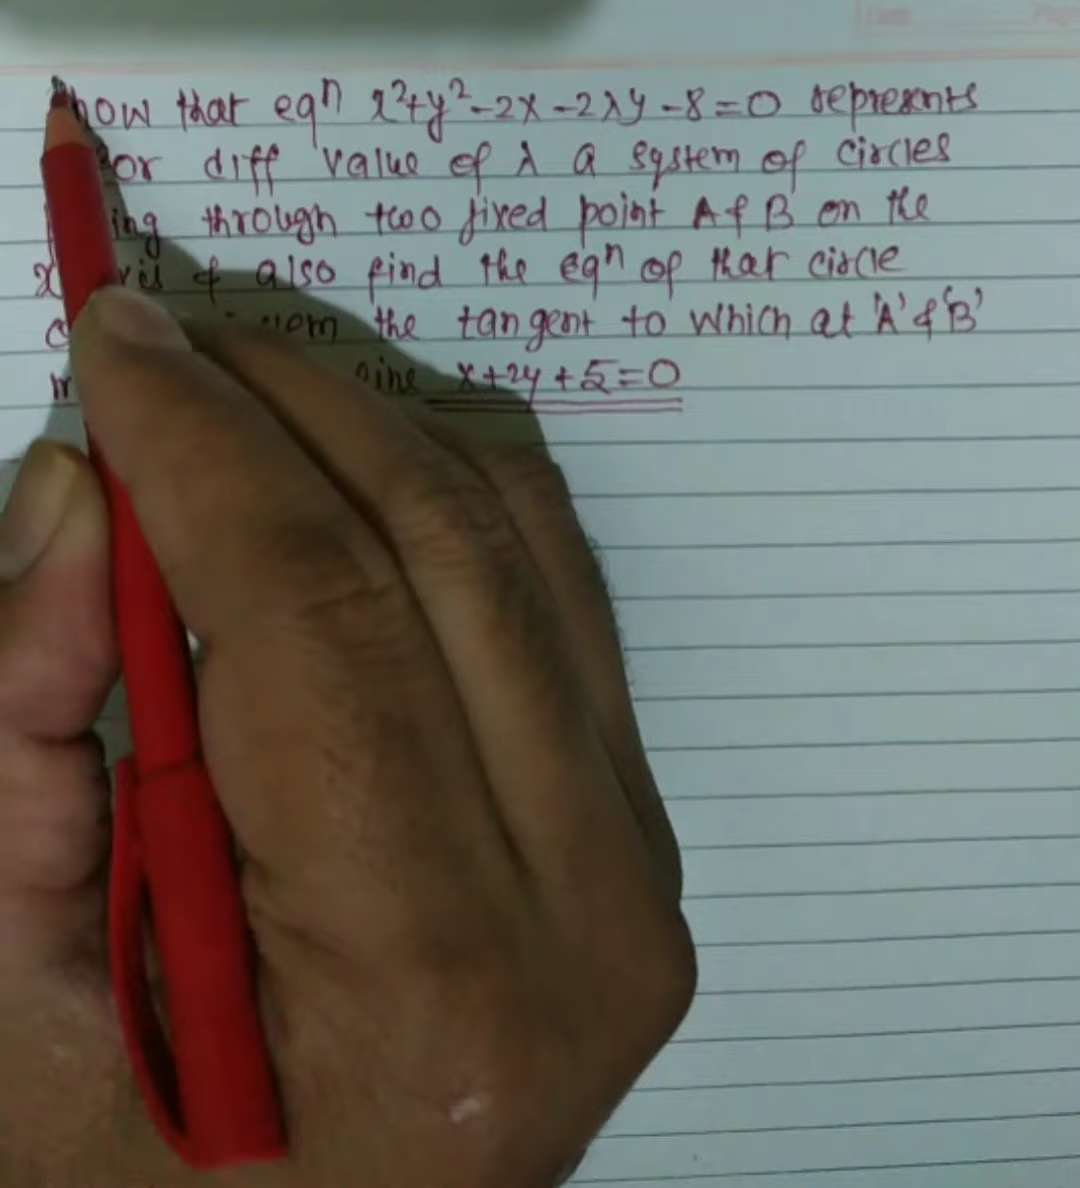 how that eqn x²+y²-2x-2λy-8=0 represents
or diff value of λ a system of circles
ing through two fixed point A & B on the
& also find the eqn of that circle
the tangent to which at 'A' & 'B'
line x+2y+5=0